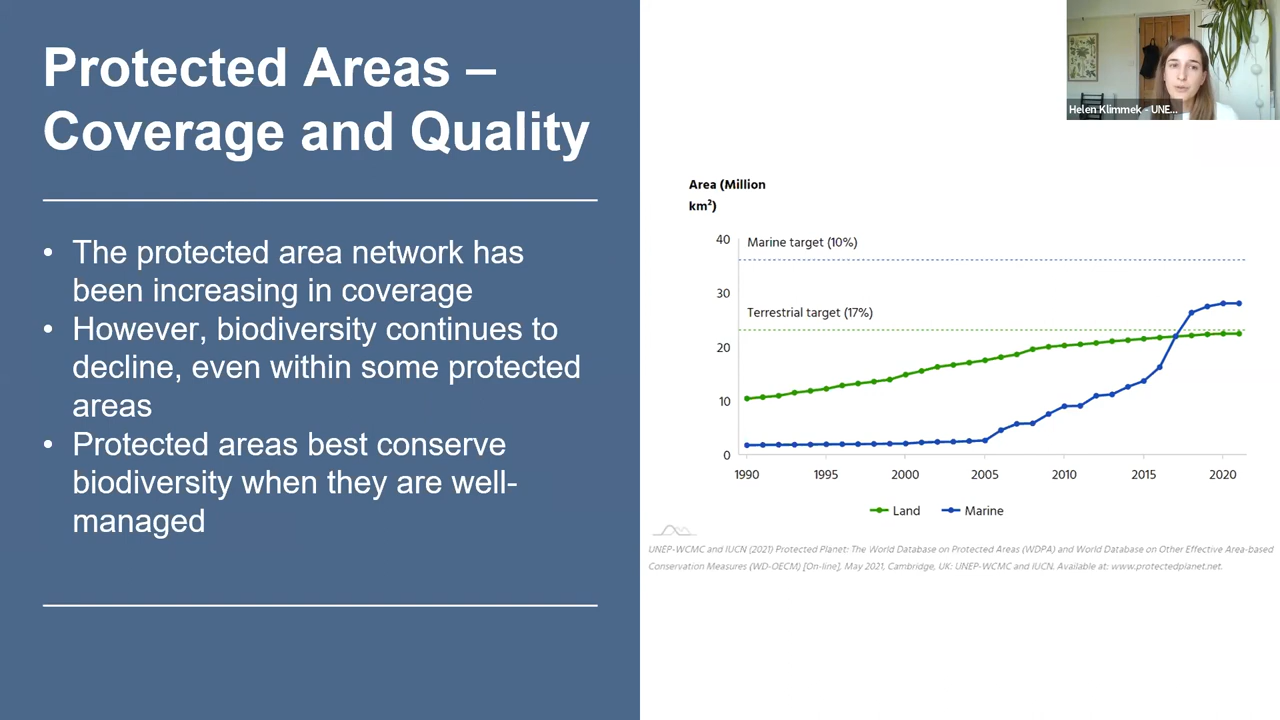 Protected Areas –
Coverage and Quality
• The protected area network has
been increasing in coverage
• However, biodiversity continues to
decline, even within some protected
areas
• Protected areas best conserve
biodiversity when they are well-
managed
Helen Klimmek - UNE...
Area (Million
km²)
40
30
20
10
0
Marine target (10%)
Terrestrial target (17%)
1990
1995
2000
2005
2010
2015
2020
Land
Marine
UNEP-WCMC and IUCN (2021) Protected Planet: The World Database on Protected Areas (WDPA) and World Database on Other Effective Area-based
Conservation Measures (WD-OECM) [On-line], May 2021, Cambridge, UK: UNEP-WCMC and IUCN. Available at: www.protectedplanet.net.